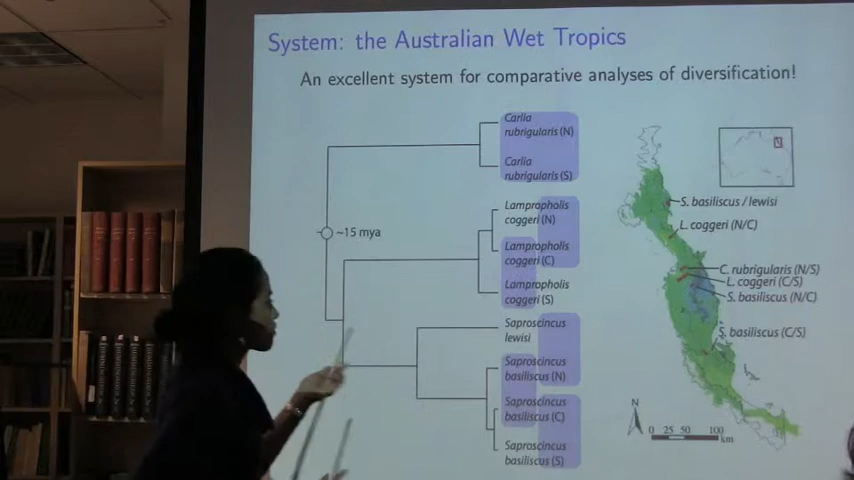 System: the Australian Wet Tropics
An excellent system for comparative analyses of diversification!
Carlia
rubrigularis (N)
Carlia
rubrigularis (S)
Lampropholis
coggeri (N)
Lampropholis
coggeri (C)
Lampropholis
coggeri (S)
Saproscincus
lewisi
Saproscincus
basiliscus (N)
Saproscincus
basiliscus (C)
Saproscincus
basiliscus (S)
~15 mya
S. basiliscus / lewisi
L. coggeri (N/C)
C. rubrigularis (N/S)
L. coggeri (C/S)
S. basiliscus (N/C)
S. basiliscus (C/S)
N
0 25 50 100
km